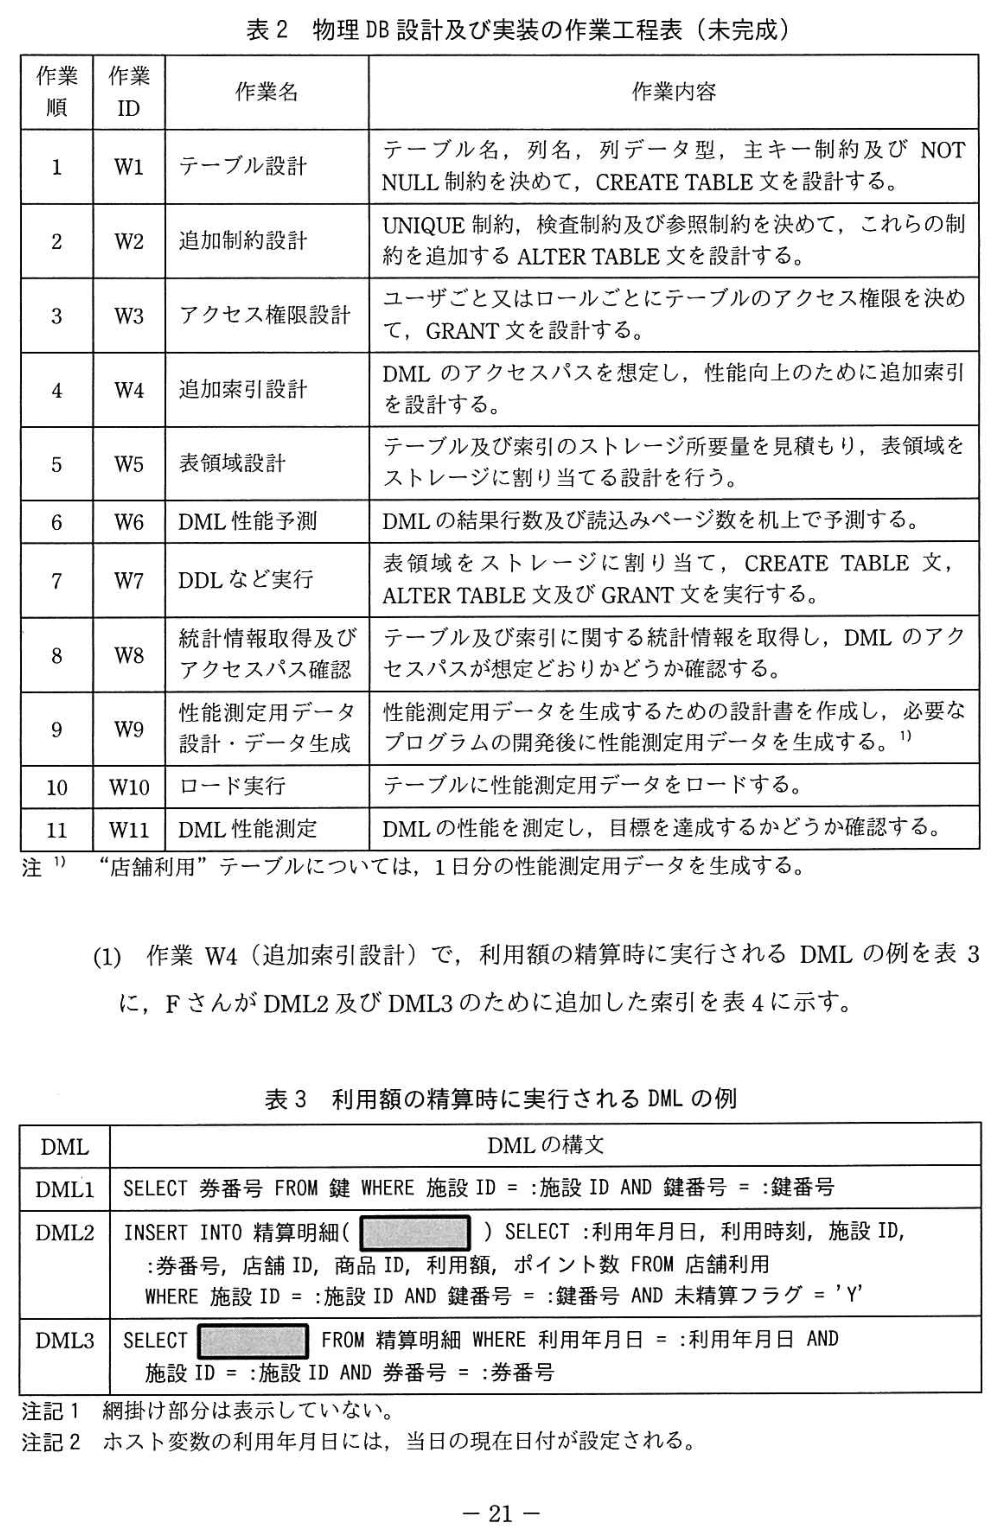 表2 物理DB設計及び実装の作業工程表（未完成）
作業順 作業ID 作業名 作業内容
1 W1 テーブル設計 テーブル名，列名，列データ型，主キー制約及び NOT
NULL 制約を決めて，CREATE TABLE 文を設計する。
2 W2 追加制約設計 UNIQUE 制約，検査制約及び参照制約を決めて，これらの制
約を追加する ALTER TABLE 文を設計する。
3 W3 アクセス権限設計 ユーザごと又はロールごとにテーブルのアクセス権限を決め
て，GRANT 文を設計する。
4 W4 追加索引設計 DML のアクセスパスを想定し，性能向上のために追加索引
を設計する。
5 W5 表領域設計 テーブル及び索引のストレージ所要量を見積もり，表領域を
ストレージに割り当てる設計を行う。
6 W6 DML 性能予測 DML の結果行数及び読込みページ数を机上で予測する。
7 W7 DDL など実行 表領域をストレージに割り当て，CREATE TABLE 文，
ALTER TABLE 文及び GRANT 文を実行する。
8 W8 統計情報取得及び テーブル及び索引に関する統計情報を取得し，DML のアク
アクセスパス確認 セスパスが想定どおりかどうか確認する。
9 W9 性能測定用データ 性能測定用データを生成するための設計書を作成し，必要な
設計・データ生成 プログラムの開発後に性能測定用データを生成する。1)
10 W10 ロード実行 テーブルに性能測定用データをロードする。
11 W11 DML 性能測定 DML の性能を測定し，目標を達成するかどうか確認する。
注 1) “店舗利用” テーブルについては，1 日分の性能測定用データを生成する。
(1) 作業 W4（追加索引設計）で，利用額の精算時に実行される DML の例を表 3
に，F さんが DML2 及び DML3 のために追加した索引を表 4 に示す。
表3 利用額の精算時に実行される DML の例
DML DML の構文
DML1 SELECT 券番号 FROM 鍵 WHERE 施設ID = :施設ID AND 鍵番号 = :鍵番号
DML2 INSERT INTO 精算明細( ) SELECT :利用年月日, 利用時刻, 施設ID,
:券番号, 店舗ID, 商品ID, 利用額, ポイント数 FROM 店舗利用
WHERE 施設ID = :施設ID AND 鍵番号 = :鍵番号 AND 未精算フラグ = 'Y'
DML3 SELECT FROM 精算明細 WHERE 利用年月日 = :利用年月日 AND
施設ID = :施設ID AND 券番号 = :券番号
注記1 網掛け部分は表示していない。
注記2 ホスト変数の利用年月日には，当日の現在日付が設定される。
－ 21 －